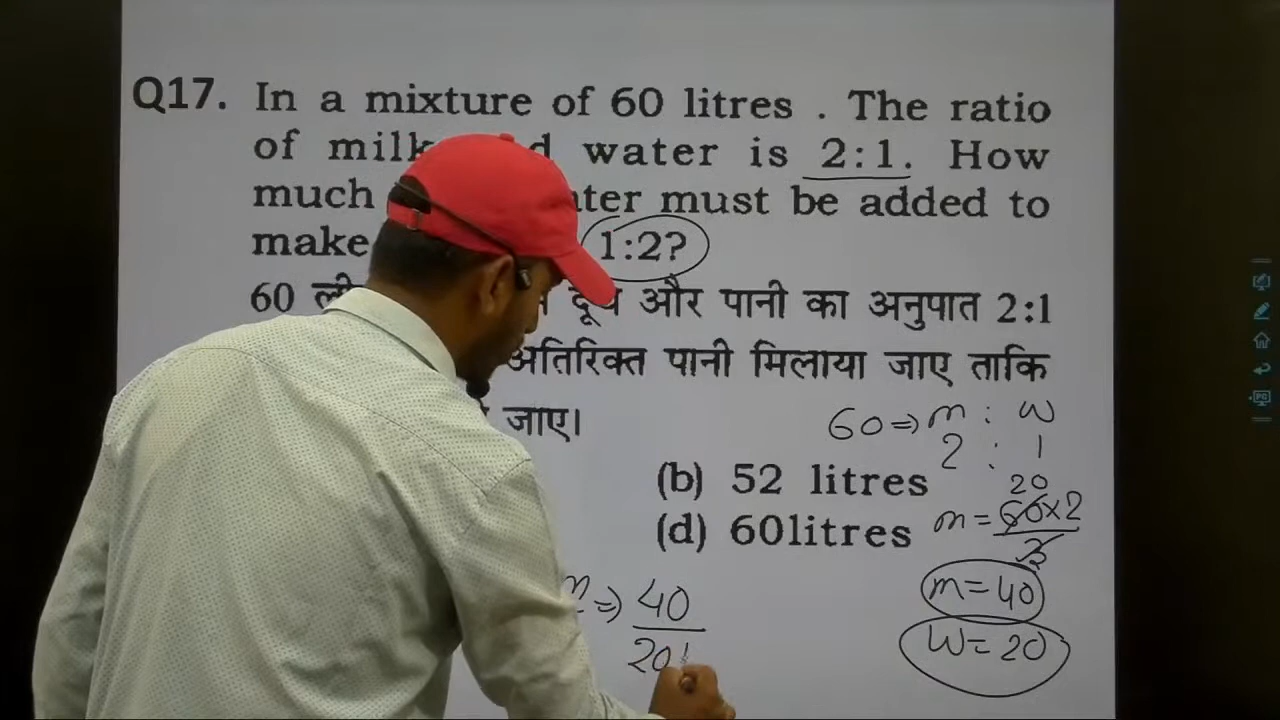 Q17. In a mixture of 60 litres . The ratio
of milk water is 2:1. How
much must be added to
make 1:2?
60 दूध और पानी का अनुपात 2:1
अतिरिक्त पानी मिलाया जाए ताकि
जाए।
60 ⇒ m : w
2 : 1
(b) 52 litres
20
(d) 60litres
m = 60×2
3
m = 40
w = 20
⇒ 40
20
PG